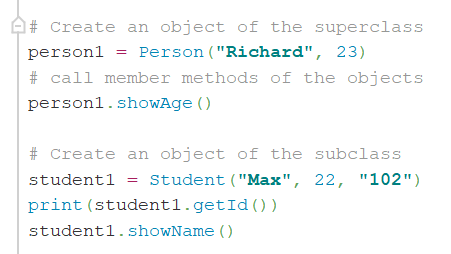 # Create an object of the superclass
person1 = Person("Richard", 23)
# call member methods of the objects
person1.showAge()
# Create an object of the subclass
student1 = Student("Max", 22, "102")
print(student1.getId())
student1.showName()